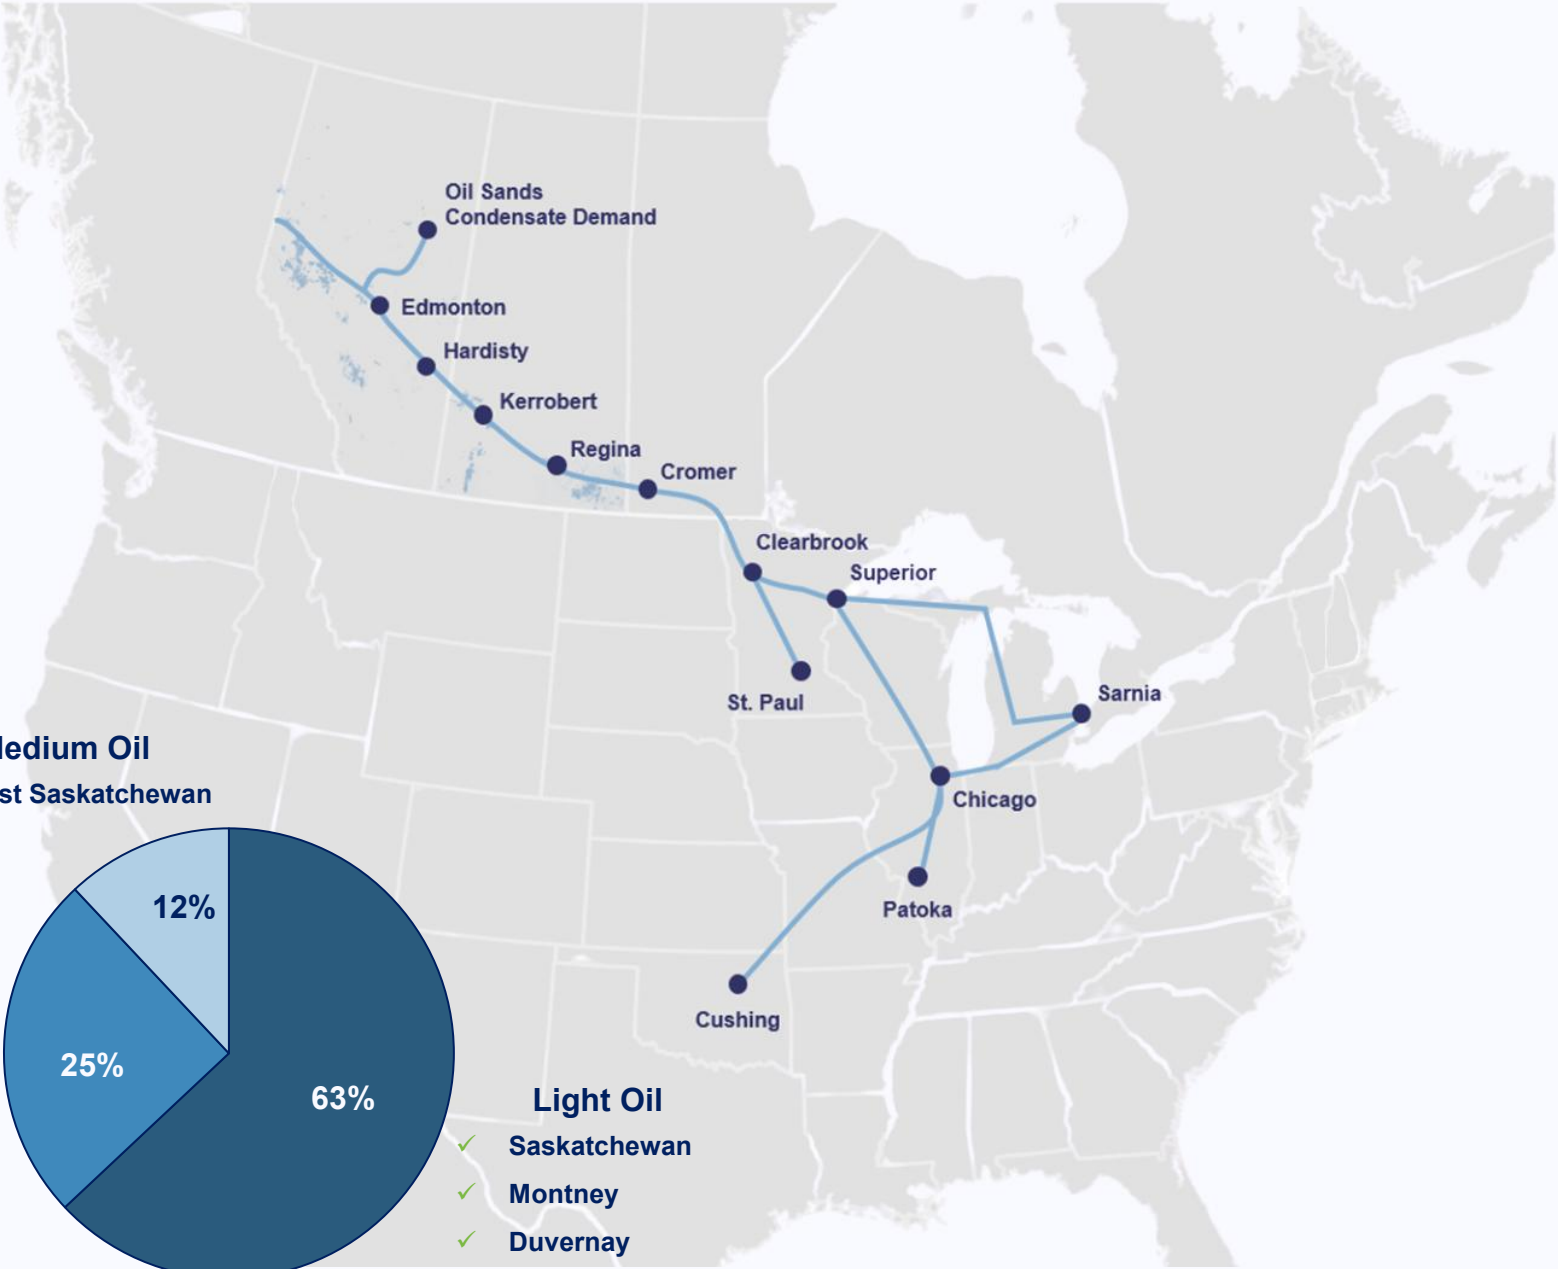 Oil Sands
Condensate Demand
Edmonton
Hardisty
Kerrobert
Regina
Cromer
Clearbrook
Superior
St. Paul
Sarnia
Chicago
Patoka
Cushing
edium Oil
st Saskatchewan
12%
25%
63%
Light Oil
✓ Saskatchewan
✓ Montney
✓ Duvernay